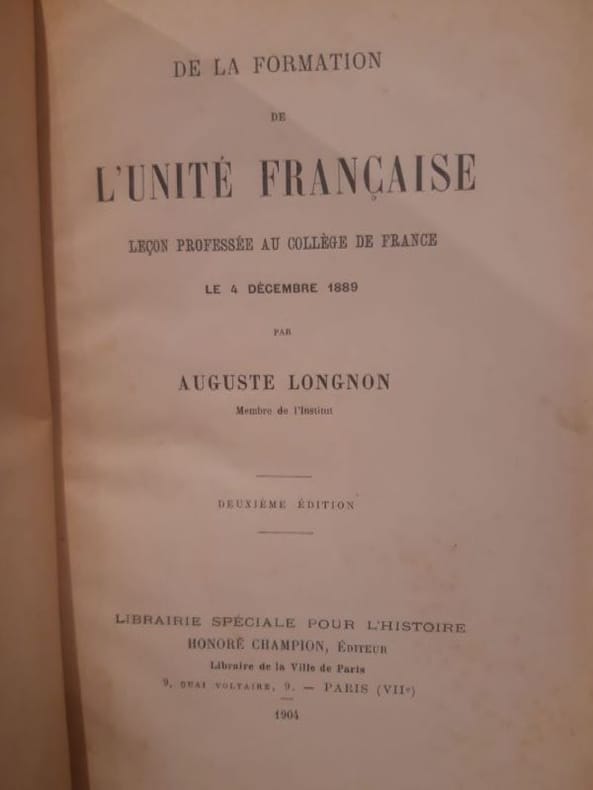 DE LA FORMATION
DE
L'UNITÉ FRANÇAISE
LEÇON PROFESSÉE AU COLLÈGE DE FRANCE
LE 4 DÉCEMBRE 1889
PAR
AUGUSTE LONGNON
Membre de l'Institut
DEUXIÈME ÉDITION
LIBRAIRIE SPÉCIALE POUR L'HISTOIRE
HONORÉ CHAMPION, ÉDITEUR
Libraire de la Ville de Paris
9, QUAI VOLTAIRE, 9. — PARIS (VIIe)
1904